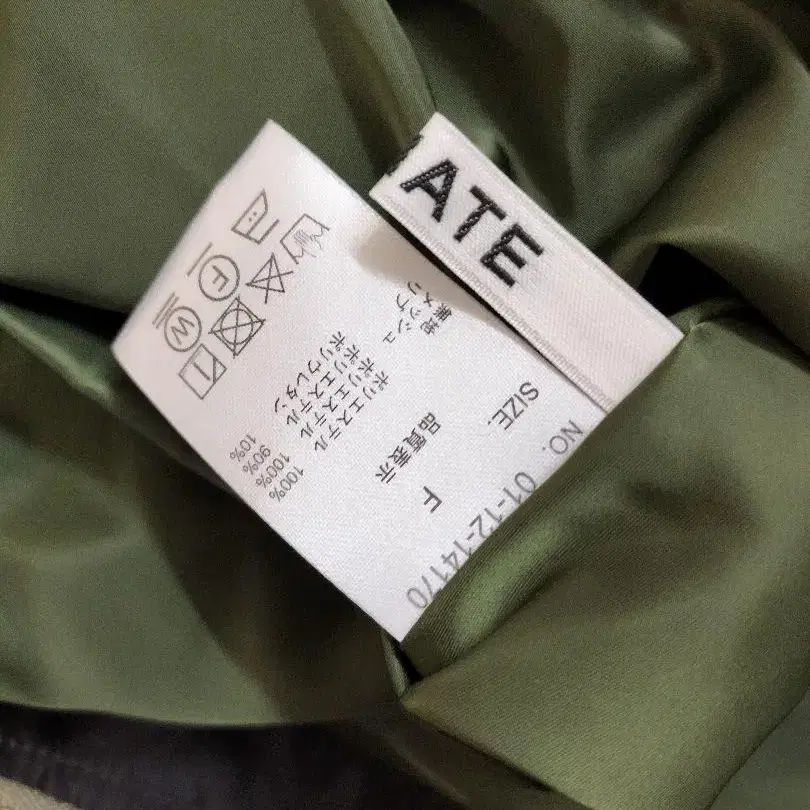 ATE
NO. 01-12-14170
SIZE. F
品質表示
無地 ポリエステル 100%
メッシュ ポリエステル 100%
リブ ポリエステル 90%
ポリウレタン 10%
F
W